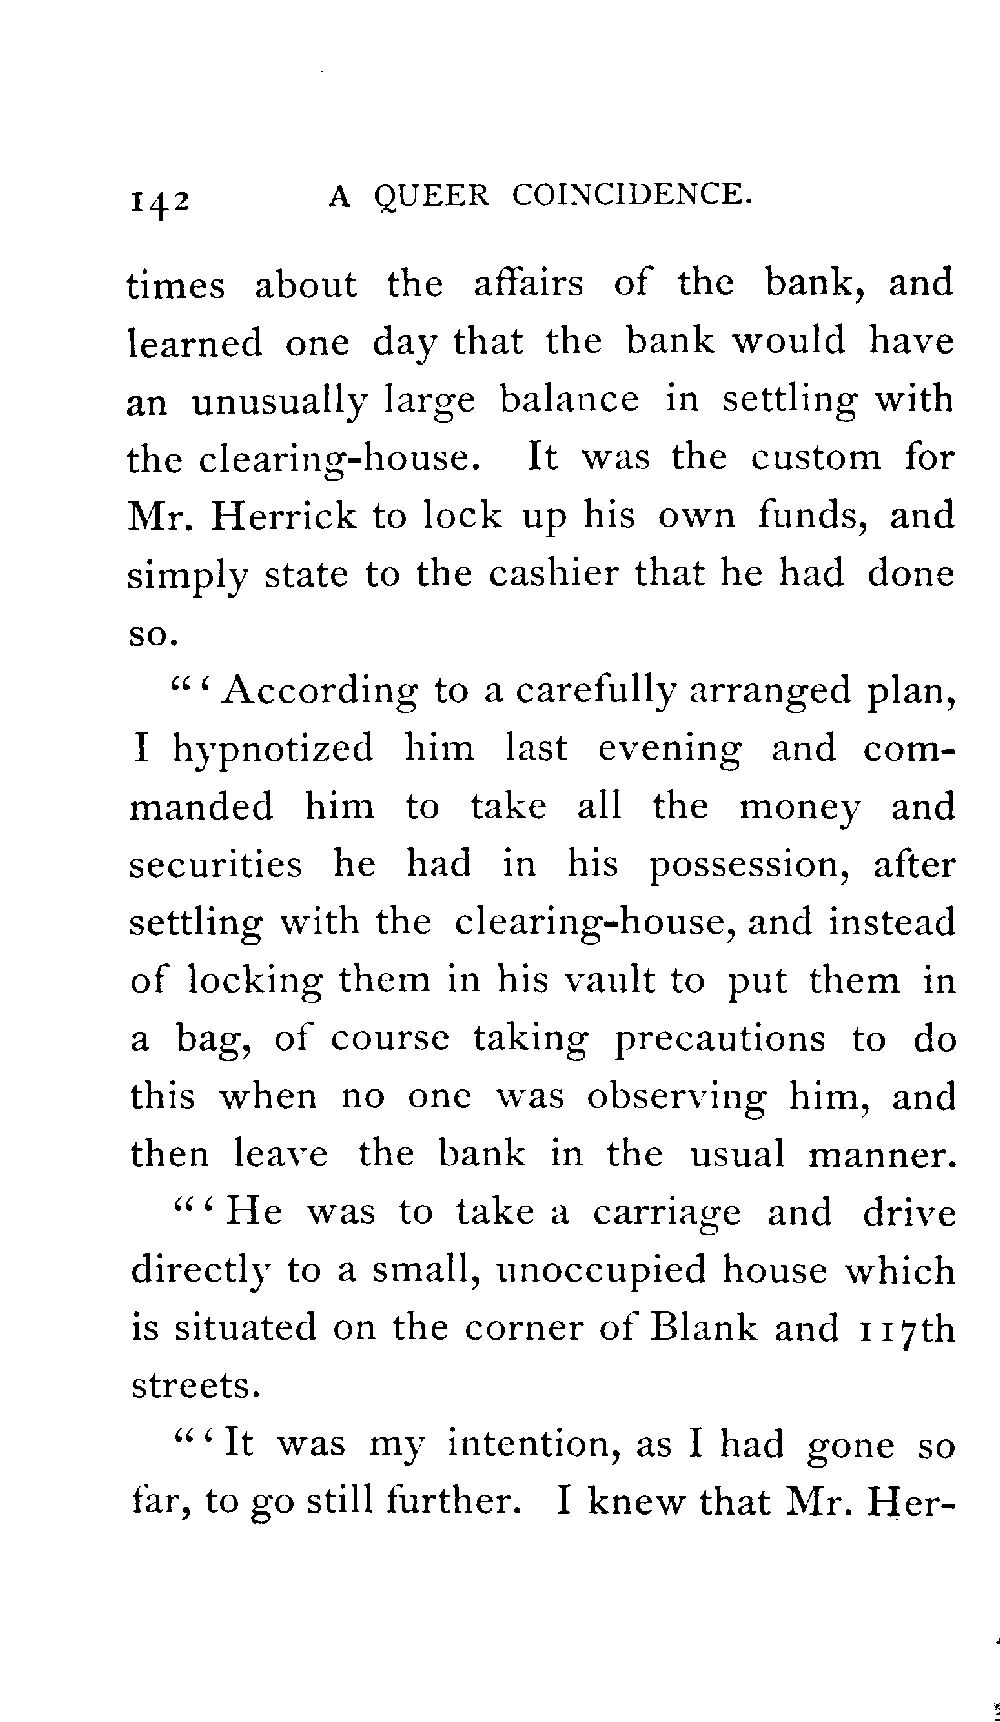 142 A QUEER COINCIDENCE.
times about the affairs of the bank, and
learned one day that the bank would have
an unusually large balance in settling with
the clearing-house. It was the custom for
Mr. Herrick to lock up his own funds, and
simply state to the cashier that he had done
so.
“ ‘ According to a carefully arranged plan,
I hypnotized him last evening and com-
manded him to take all the money and
securities he had in his possession, after
settling with the clearing-house, and instead
of locking them in his vault to put them in
a bag, of course taking precautions to do
this when no one was observing him, and
then leave the bank in the usual manner.
“ ‘ He was to take a carriage and drive
directly to a small, unoccupied house which
is situated on the corner of Blank and 117th
streets.
“ ‘ It was my intention, as I had gone so
far, to go still further. I knew that Mr. Her-